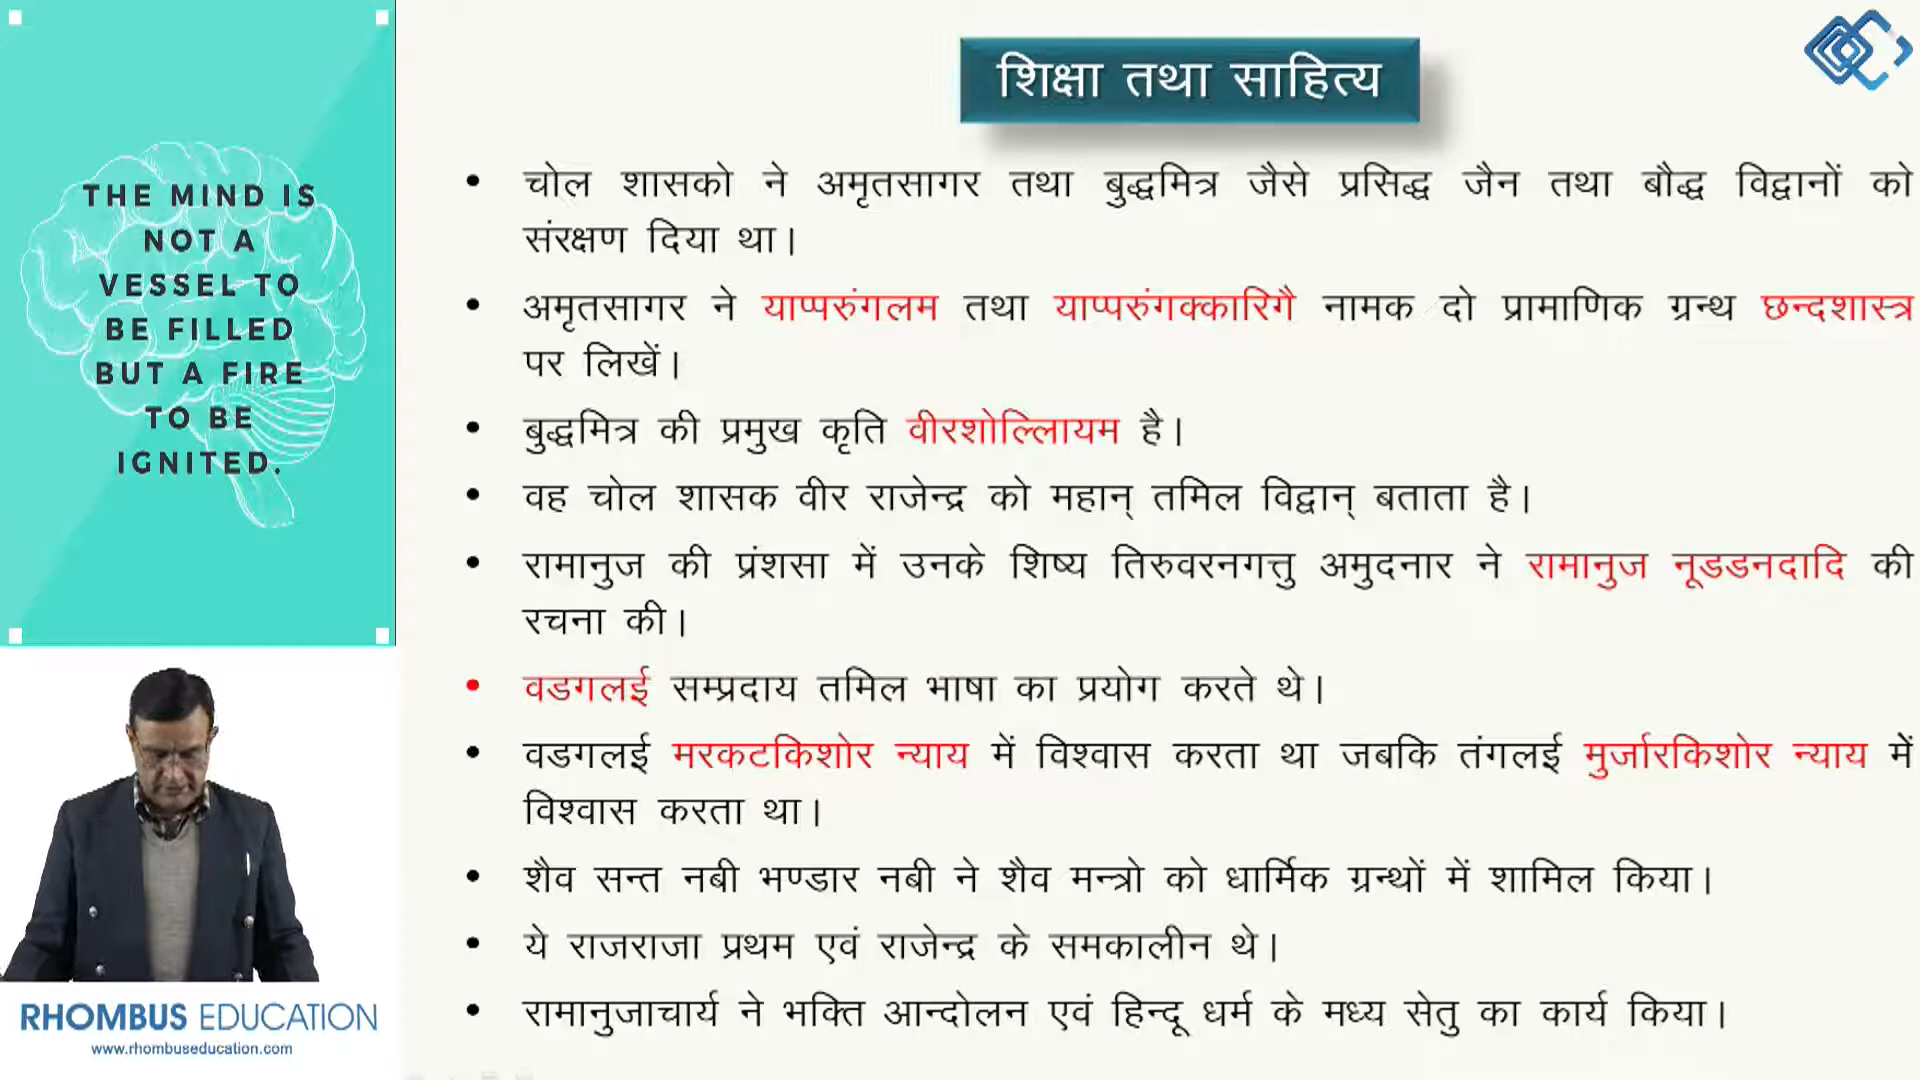 THE MIND IS
NOT A
VESSEL TO
BE FILLED
BUT A FIRE
TO BE
IGNITED.
RHOMBUS EDUCATION
www.rhombuseducation.com
शिक्षा तथा साहित्य
• चोल शासको ने अमृतसागर तथा बुद्धमित्र जैसे प्रसिद्ध जैन तथा बौद्ध विद्वानों को
संरक्षण दिया था।
• अमृतसागर ने याप्परुंगलम तथा याप्परुंगक्कारिगै नामक दो प्रामाणिक ग्रन्थ छन्दशास्त्र
पर लिखें।
• बुद्धमित्र की प्रमुख कृति वीरशोल्लियम है।
• वह चोल शासक वीर राजेन्द्र को महान् तमिल विद्वान् बताता है।
• रामानुज की प्रंशसा में उनके शिष्य तिरुवरनगत्तु अमुदनार ने रामानुज नूडडनदादि की
रचना की।
• वडगलई सम्प्रदाय तमिल भाषा का प्रयोग करते थे।
• वडगलई मरकटकिशोर न्याय में विश्वास करता था जबकि तंगलई मुर्जारकिशोर न्याय में
विश्वास करता था।
• शैव सन्त नबी भण्डार नबी ने शैव मन्त्रो को धार्मिक ग्रन्थों में शामिल किया।
• ये राजराजा प्रथम एवं राजेन्द्र के समकालीन थे।
• रामानुजाचार्य ने भक्ति आन्दोलन एवं हिन्दू धर्म के मध्य सेतु का कार्य किया।